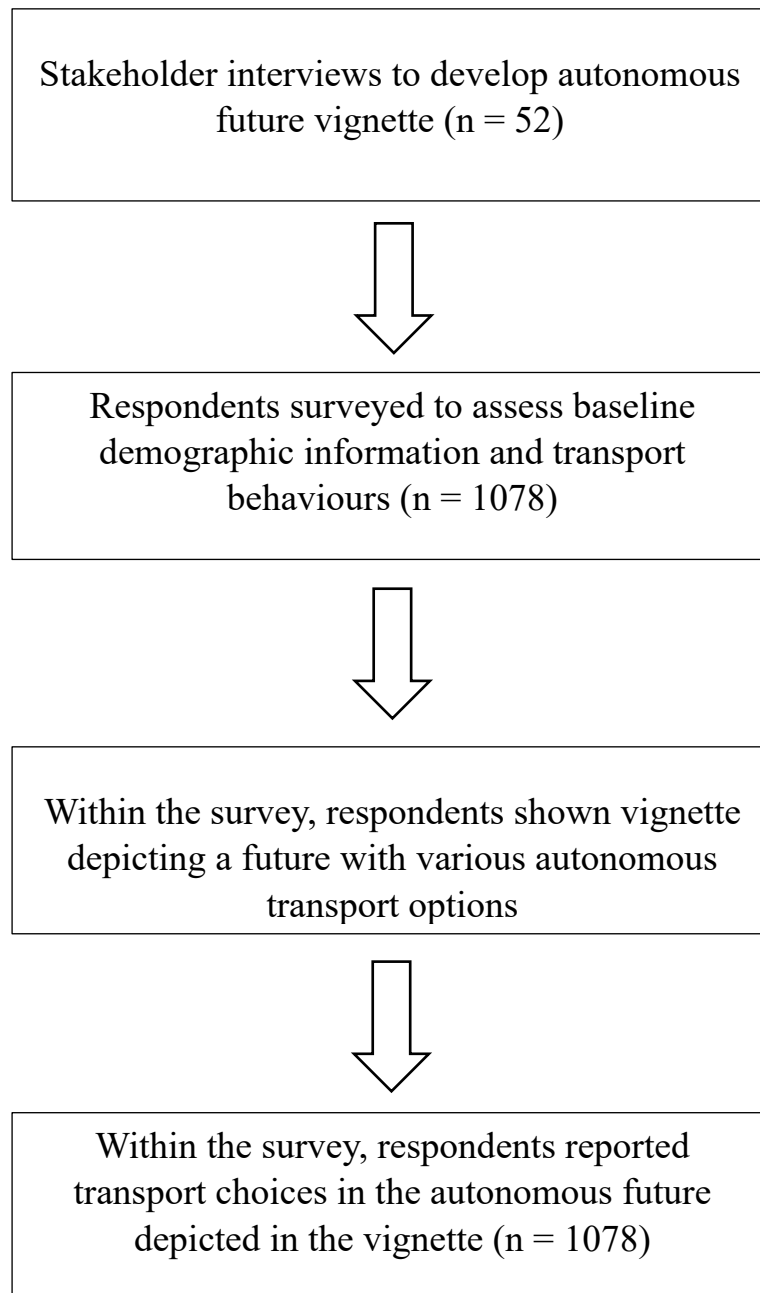 Stakeholder interviews to develop autonomous
future vignette (n = 52)
Respondents surveyed to assess baseline
demographic information and transport
behaviours (n = 1078)
Within the survey, respondents shown vignette
depicting a future with various autonomous
transport options
Within the survey, respondents reported
transport choices in the autonomous future
depicted in the vignette (n = 1078)